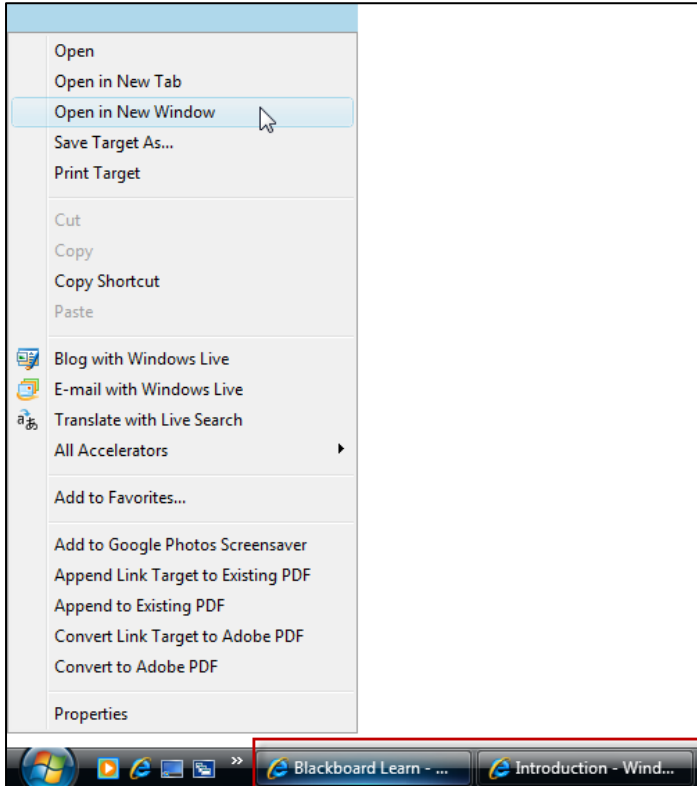 Open
Open in New Tab
Open in New Window
Save Target As...
Print Target
Cut
Copy
Copy Shortcut
Paste
Blog with Windows Live
E-mail with Windows Live
Translate with Live Search
All Accelerators
Add to Favorites...
Add to Google Photos Screensaver
Append Link Target to Existing PDF
Append to Existing PDF
Convert Link Target to Adobe PDF
Convert to Adobe PDF
Properties
Blackboard Learn - ... Introduction - Wind...